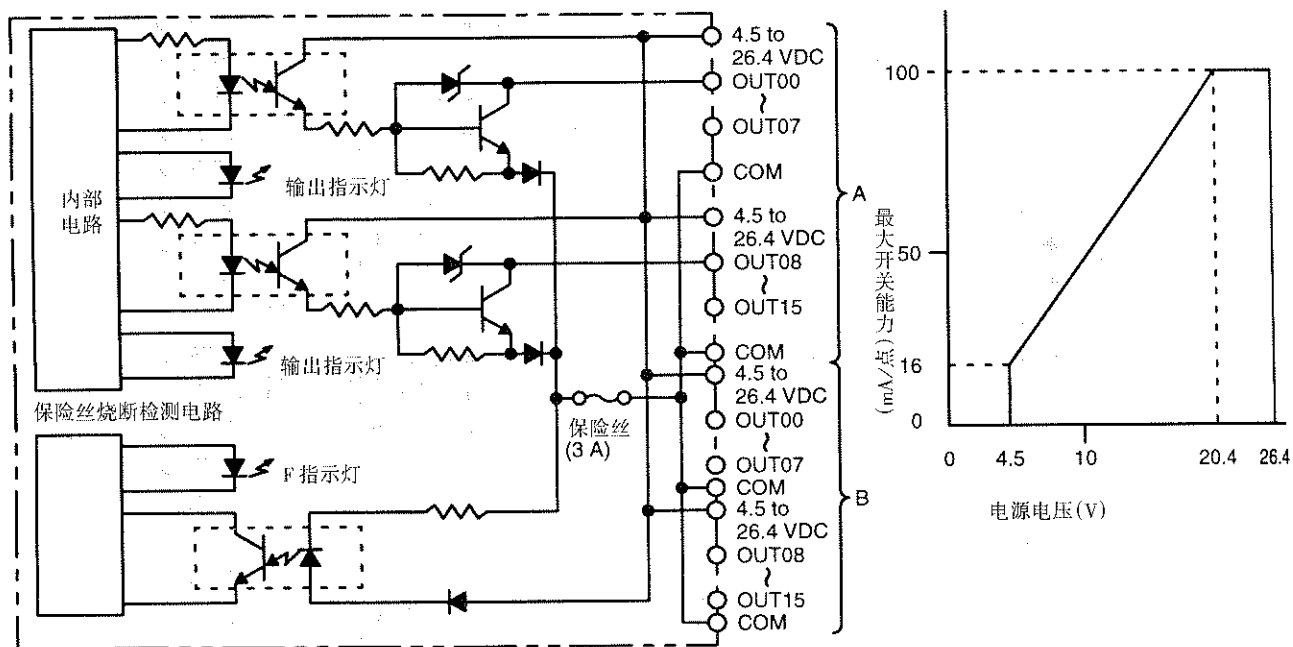 内部
电路
输出指示灯
输出指示灯
保险丝烧断检测电路
F 指示灯
保险丝
(3 A)
4.5 to
26.4 VDC
OUT00
~
OUT07
COM
4.5 to
26.4 VDC
OUT08
~
OUT15
COM
4.5 to
26.4 VDC
OUT00
~
OUT07
COM
4.5 to
26.4 VDC
OUT08
~
OUT15
COM
A
B
最大开关能力(点/Vm)
100
50
16
0
0
4.5
10
20.4
26.4
电源电压(V)